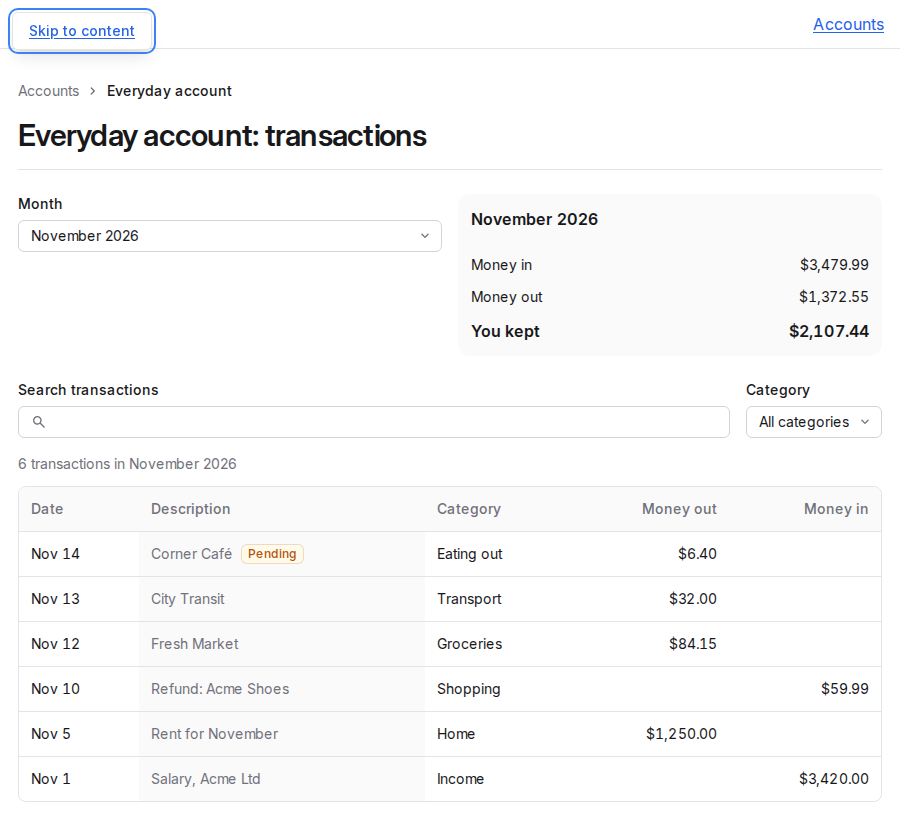 Skip to content
Accounts
Accounts > Everyday account
Everyday account: transactions
Month
November 2026
November 2026
Money in $3,479.99
Money out $1,372.55
You kept $2,107.44
Search transactions
Category
All categories
6 transactions in November 2026
Date Description Category Money out Money in
Nov 14 Corner Café Pending Eating out $6.40
Nov 13 City Transit Transport $32.00
Nov 12 Fresh Market Groceries $84.15
Nov 10 Refund: Acme Shoes Shopping $59.99
Nov 5 Rent for November Home $1,250.00
Nov 1 Salary, Acme Ltd Income $3,420.00